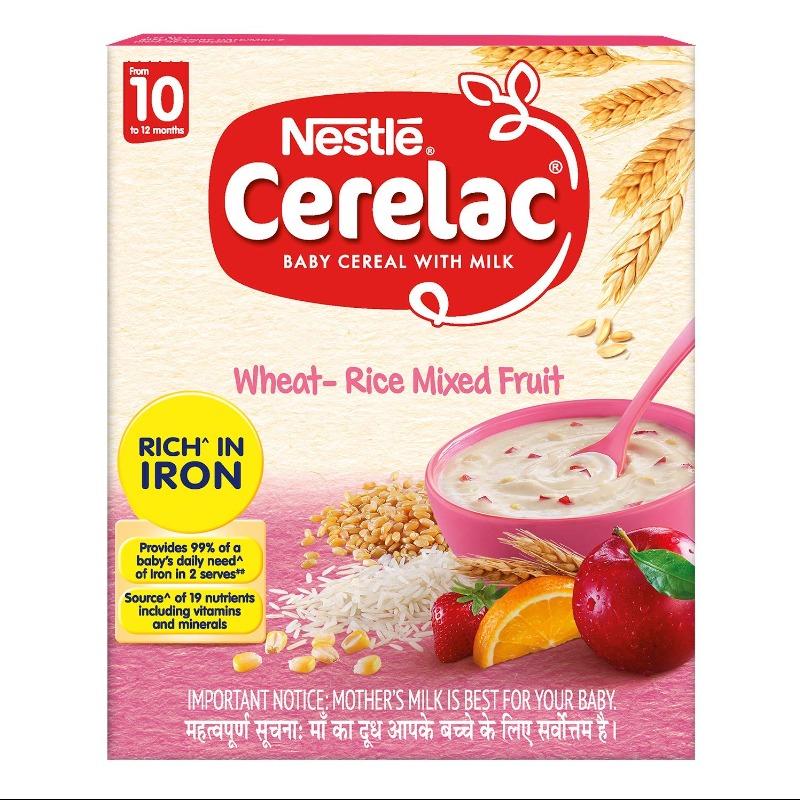 From
10
to 12 months
Nestlé®
Cerelac®
BABY CEREAL WITH MILK
Wheat- Rice Mixed Fruit
RICH^ IN
IRON
Provides 99% of a
baby's daily need^
of Iron in 2 serves‡‡
Source^ of 19 nutrients
including vitamins
and minerals
IMPORTANT NOTICE: MOTHER'S MILK IS BEST FOR YOUR BABY.
महत्वपूर्ण सूचना: माँ का दूध आपके बच्चे के लिए सर्वोत्तम है।